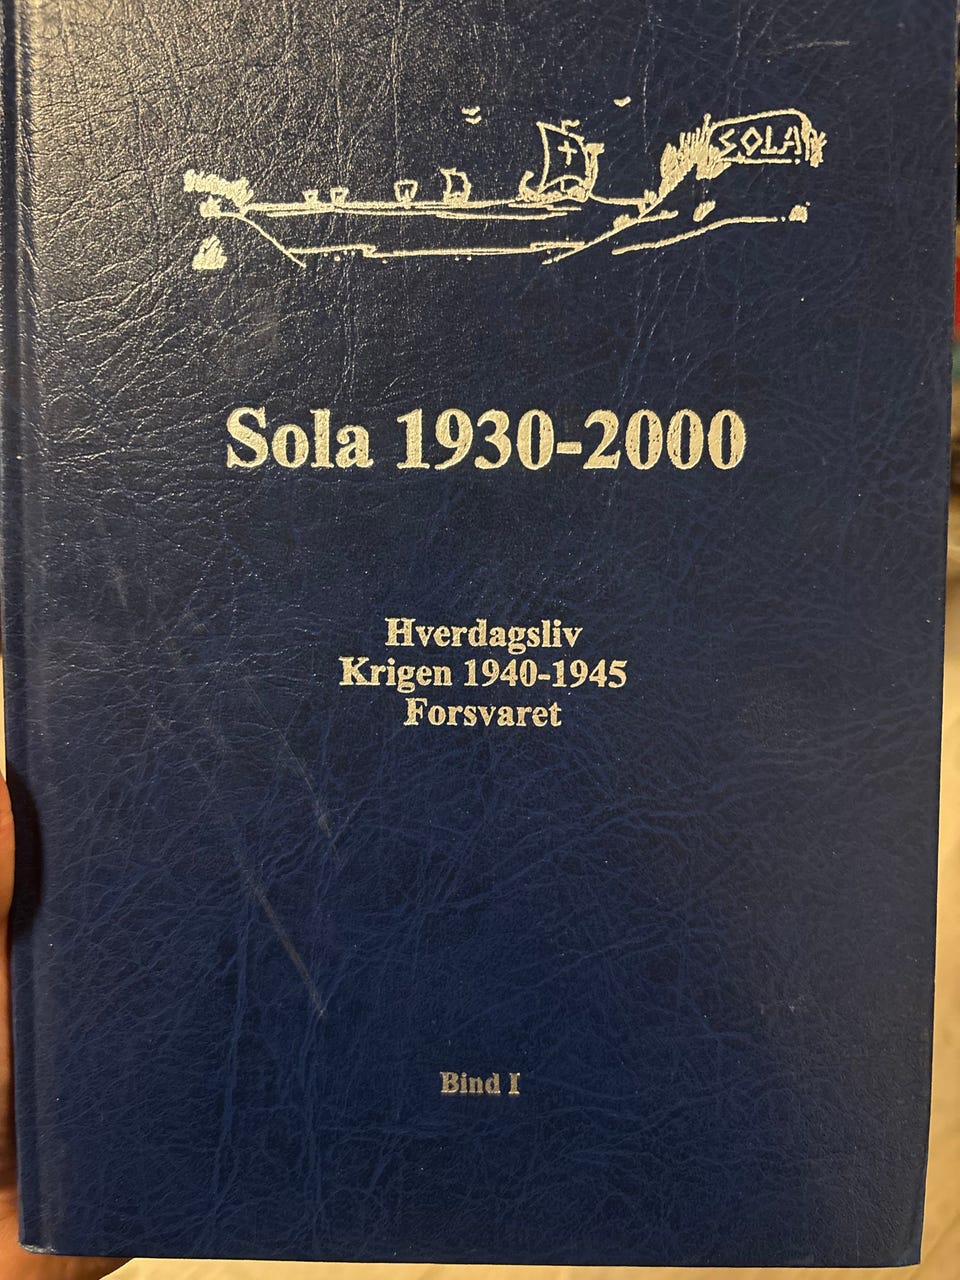 SOLA
Sola 1930-2000
Hverdagsliv
Krigen 1940-1945
Forsvaret
Bind I